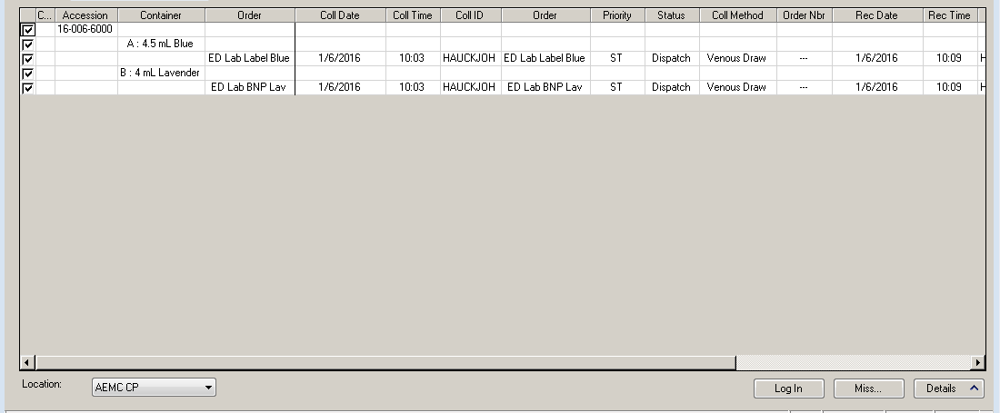 C... Accession Container Order Coll Date Coll Time Coll ID Order Priority Status Coll Method Order Nbr Rec Date Rec Time
16-006-6000
A : 4.5 mL Blue
ED Lab Label Blue 1/6/2016 10:03 HAUCKJOH ED Lab Label Blue ST Dispatch Venous Draw --- 1/6/2016 10:09 H
B : 4 mL Lavender
ED Lab BNP Lav 1/6/2016 10:03 HAUCKJOH ED Lab BNP Lav ST Dispatch Venous Draw --- 1/6/2016 10:09 H
Location: AEMC CP Log In Miss... Details